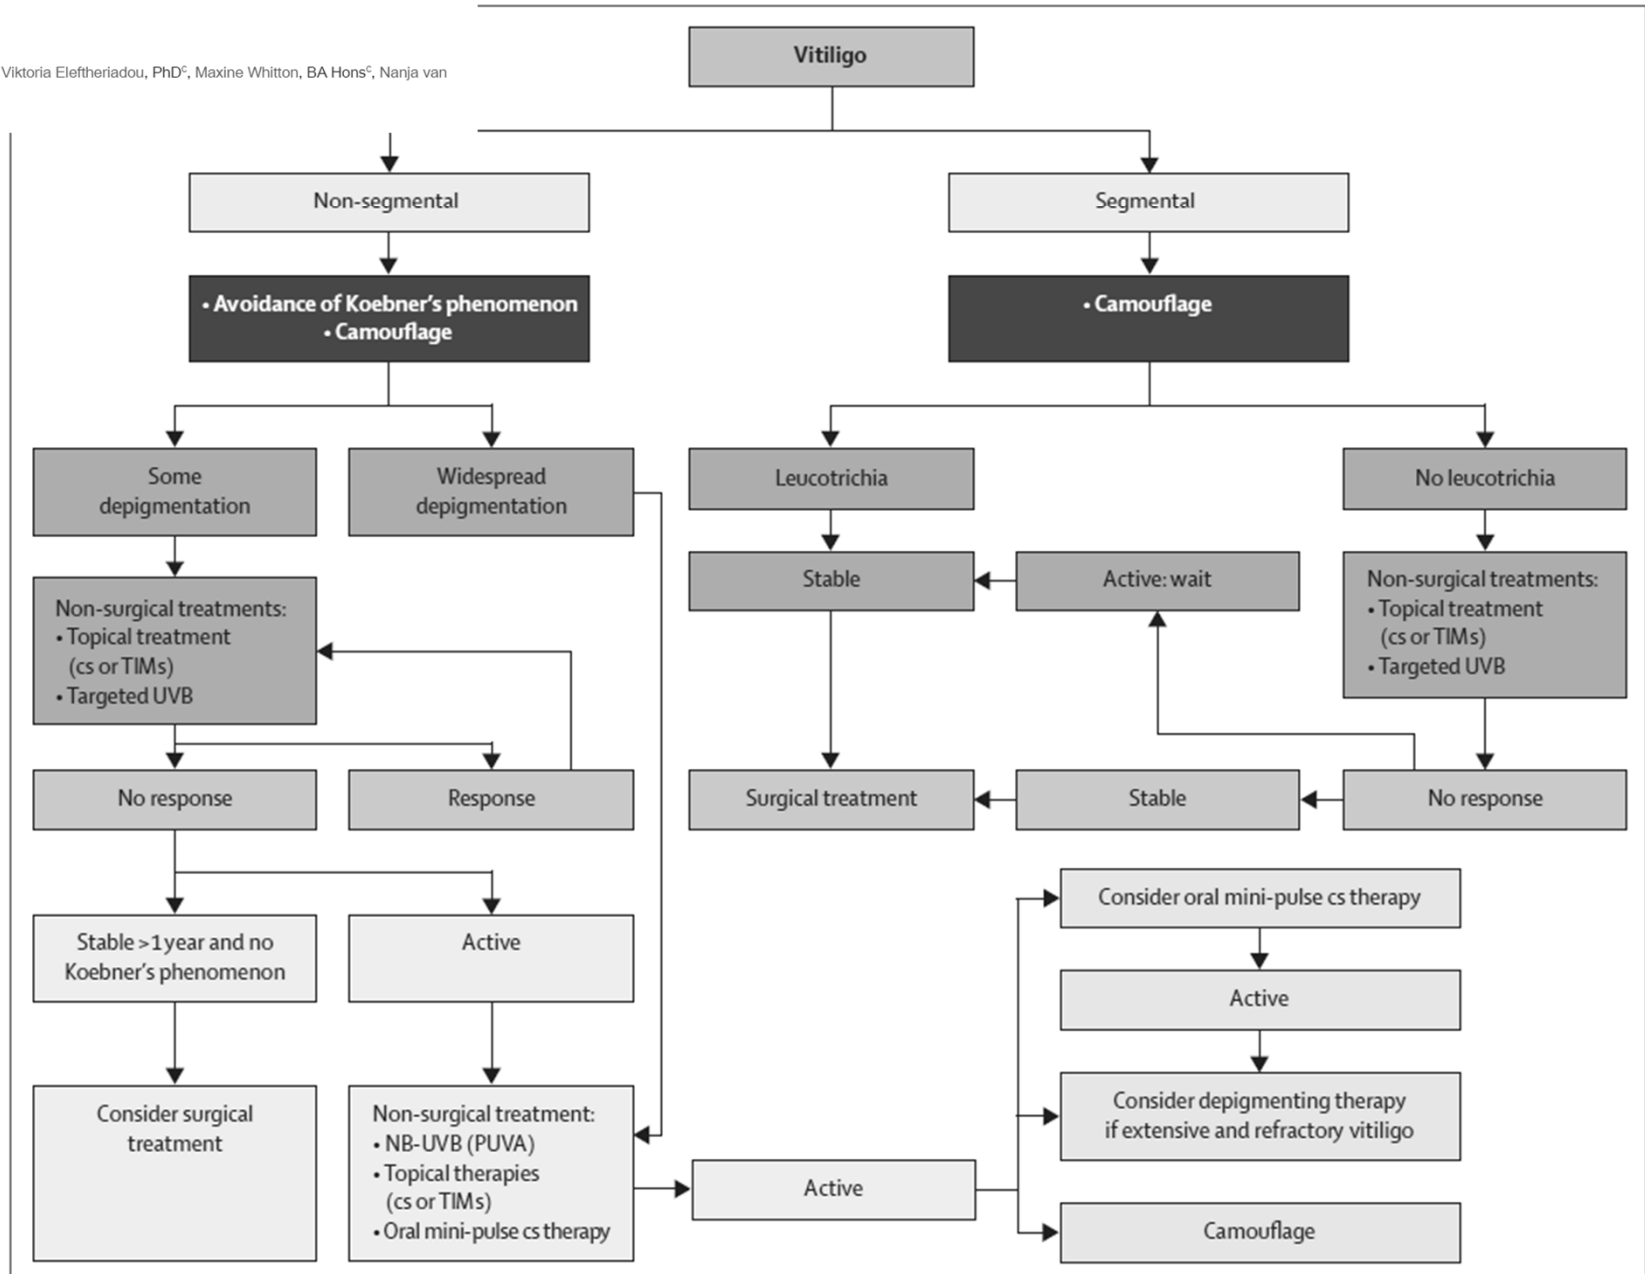 Vitiligo
Viktoria Eleftheriadou, PhDᶜ, Maxine Whitton, BA Honsᶜ, Nanja van
Non-segmental
Segmental
• Avoidance of Koebner's phenomenon
• Camouflage
• Camouflage
Some
depigmentation
Widespread
depigmentation
Leucotrichia
No leucotrichia
Non-surgical treatments:
• Topical treatment
(cs or TIMs)
• Targeted UVB
Stable
Active: wait
Non-surgical treatments:
• Topical treatment
(cs or TIMs)
• Targeted UVB
No response
Response
Surgical treatment
Stable
No response
Stable >1 year and no
Koebner's phenomenon
Active
Consider oral mini-pulse cs therapy
Active
Consider depigmenting therapy
if extensive and refractory vitiligo
Consider surgical
treatment
Non-surgical treatment:
• NB-UVB (PUVA)
• Topical therapies
(cs or TIMs)
• Oral mini-pulse cs therapy
Active
Camouflage